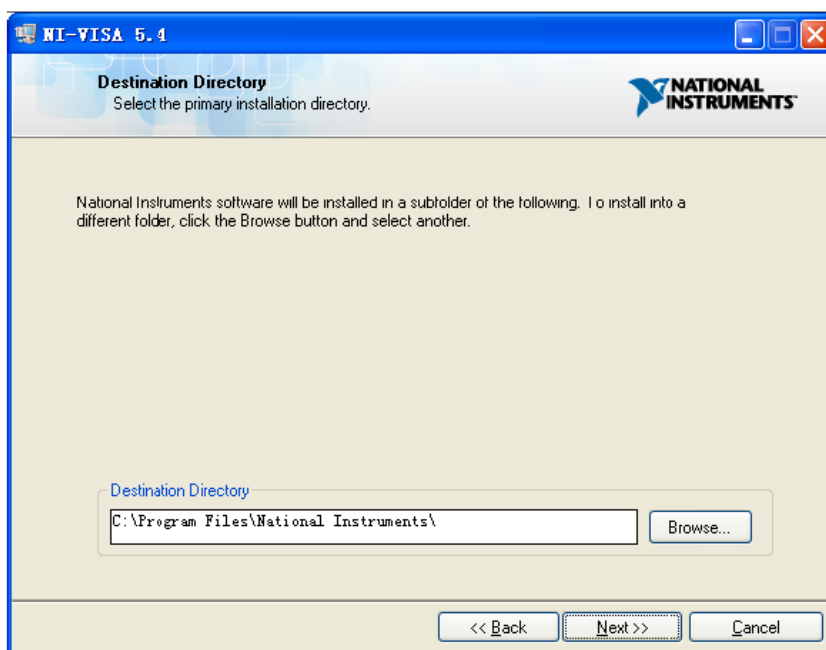 NI-VISA 5.4
Destination Directory
Select the primary installation directory.
NATIONAL
INSTRUMENTS™
National Instruments software will be installed in a subfolder of the following. To install into a
different folder, click the Browse button and select another.
Destination Directory
C:\Program Files\National Instruments\
Browse...
<< Back
Next >>
Cancel